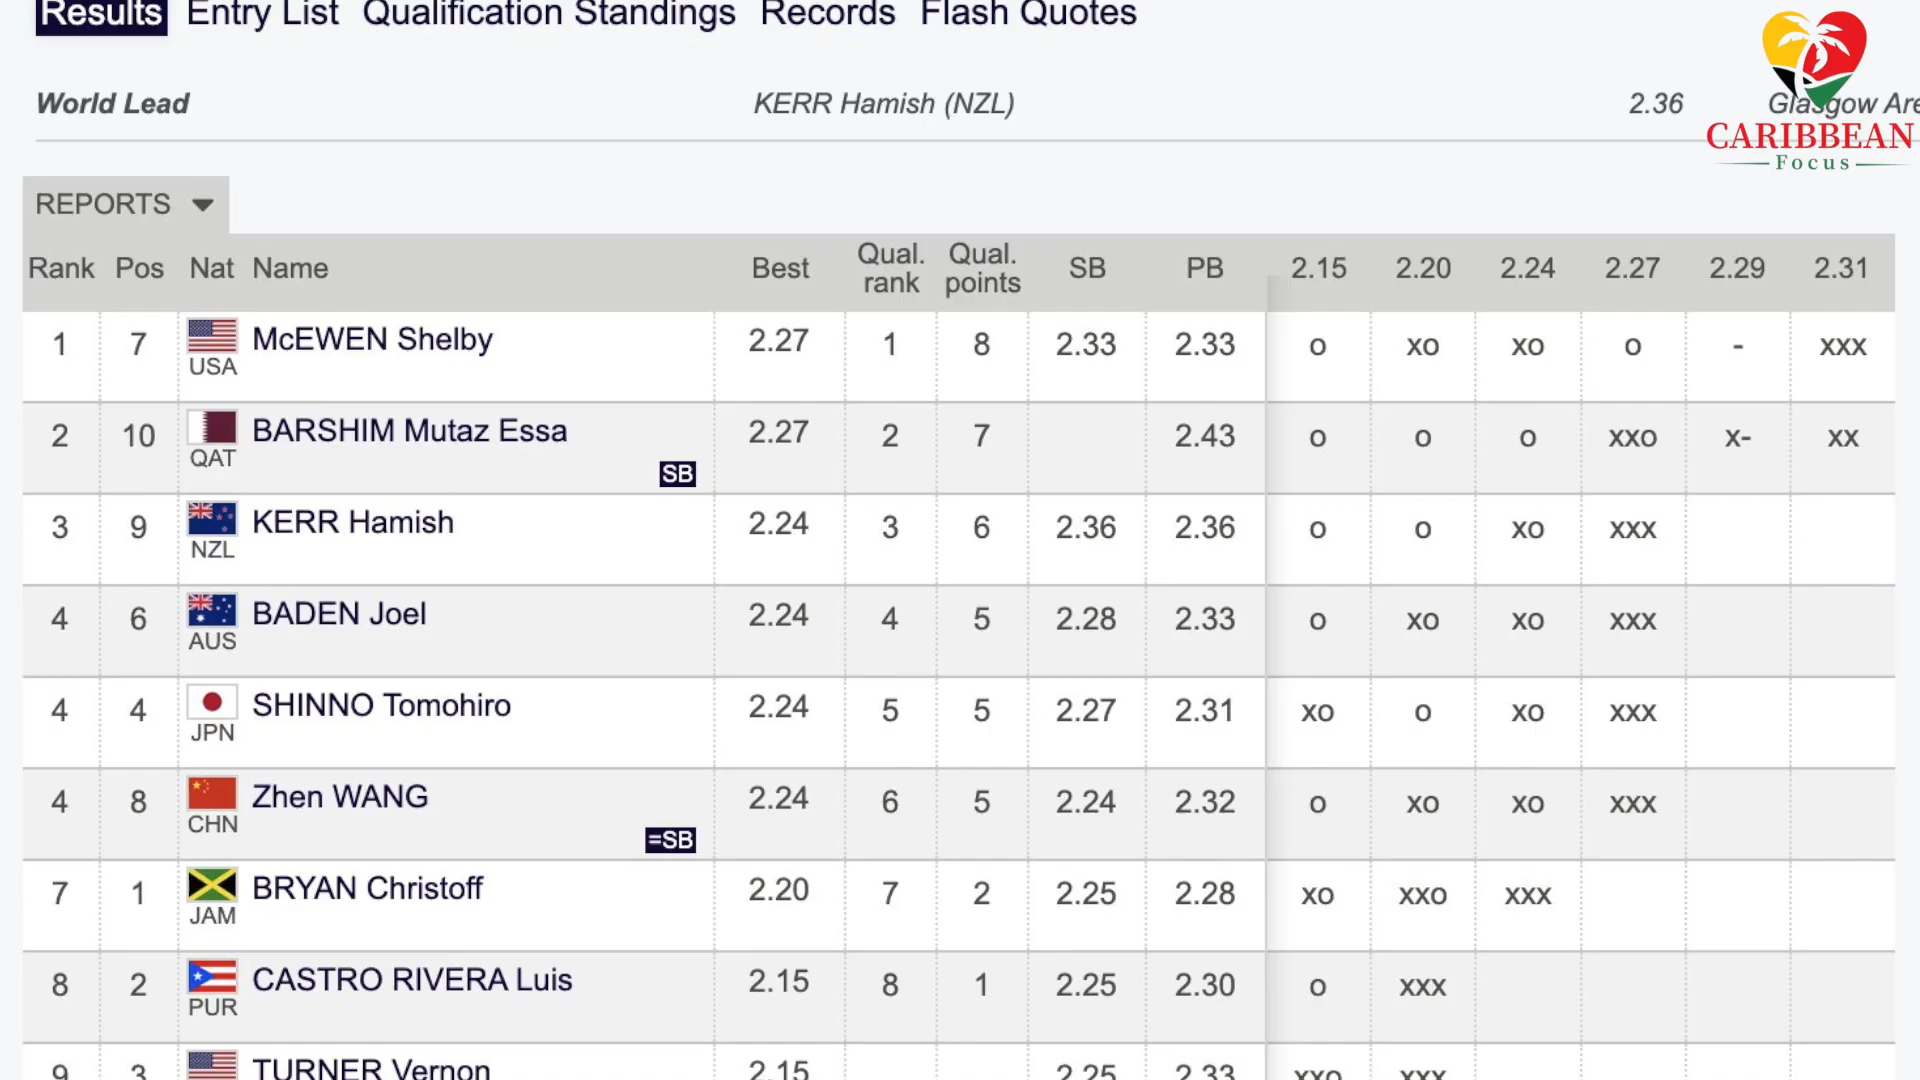 Results Entry List Qualification Standings Records Flash Quotes
World Lead KERR Hamish (NZL) 2.36 Glasgow Are
CARIBBEAN
Focus
REPORTS
Rank Pos Nat Name Best Qual. rank Qual. points SB PB 2.15 2.20 2.24 2.27 2.29 2.31
1 7 USA McEWEN Shelby 2.27 1 8 2.33 2.33 o xo xo o - xxx
2 10 QAT BARSHIM Mutaz Essa SB 2.27 2 7 2.43 o o o xxo x- xx
3 9 NZL KERR Hamish 2.24 3 6 2.36 2.36 o o xo xxx
4 6 AUS BADEN Joel 2.24 4 5 2.28 2.33 o xo xo xxx
4 4 JPN SHINNO Tomohiro 2.24 5 5 2.27 2.31 xo o xo xxx
4 8 CHN Zhen WANG =SB 2.24 6 5 2.24 2.32 o xo xo xxx
7 1 JAM BRYAN Christoff 2.20 7 2 2.25 2.28 xo xxo xxx
8 2 PUR CASTRO RIVERA Luis 2.15 8 1 2.25 2.30 o xxx
9 3 TURNER Vernon 2.15 2.25 2.33 xxo xxx